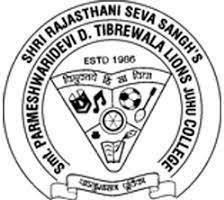 SHRI RAJASTHANI SEVA SANGH'S
SMT. PARMESHWARIDEVI D. TIBREWALA LIONS JUHU COLLEGE
ESTD 1986